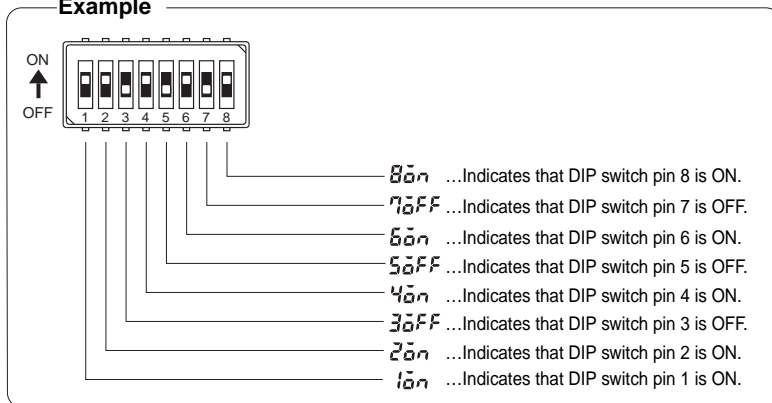 Example
ON
OFF
1 2 3 4 5 6 7 8
8on ...Indicates that DIP switch pin 8 is ON.
7oFF ...Indicates that DIP switch pin 7 is OFF.
6on ...Indicates that DIP switch pin 6 is ON.
5oFF ...Indicates that DIP switch pin 5 is OFF.
4on ...Indicates that DIP switch pin 4 is ON.
3oFF ...Indicates that DIP switch pin 3 is OFF.
2on ...Indicates that DIP switch pin 2 is ON.
1on ...Indicates that DIP switch pin 1 is ON.